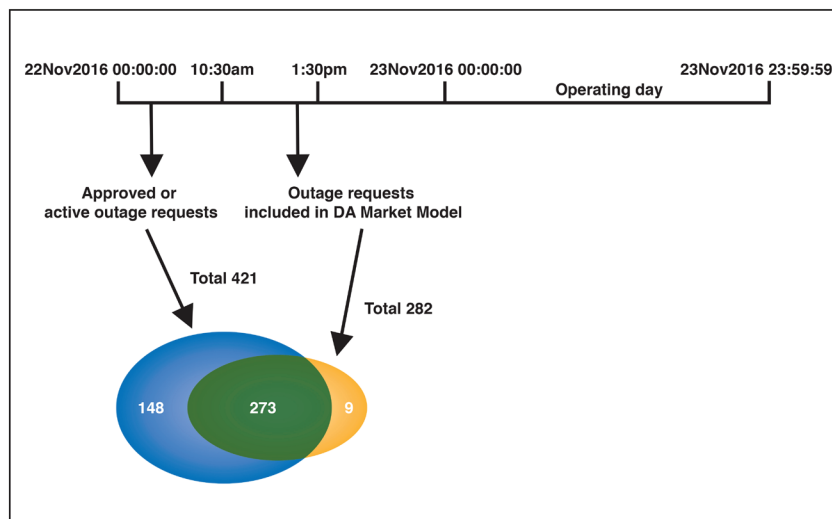 22Nov2016 00:00:00 10:30am 1:30pm 23Nov2016 00:00:00 23Nov2016 23:59:59
Operating day
Approved or
active outage requests
Outage requests
included in DA Market Model
Total 421
Total 282
148 273 9